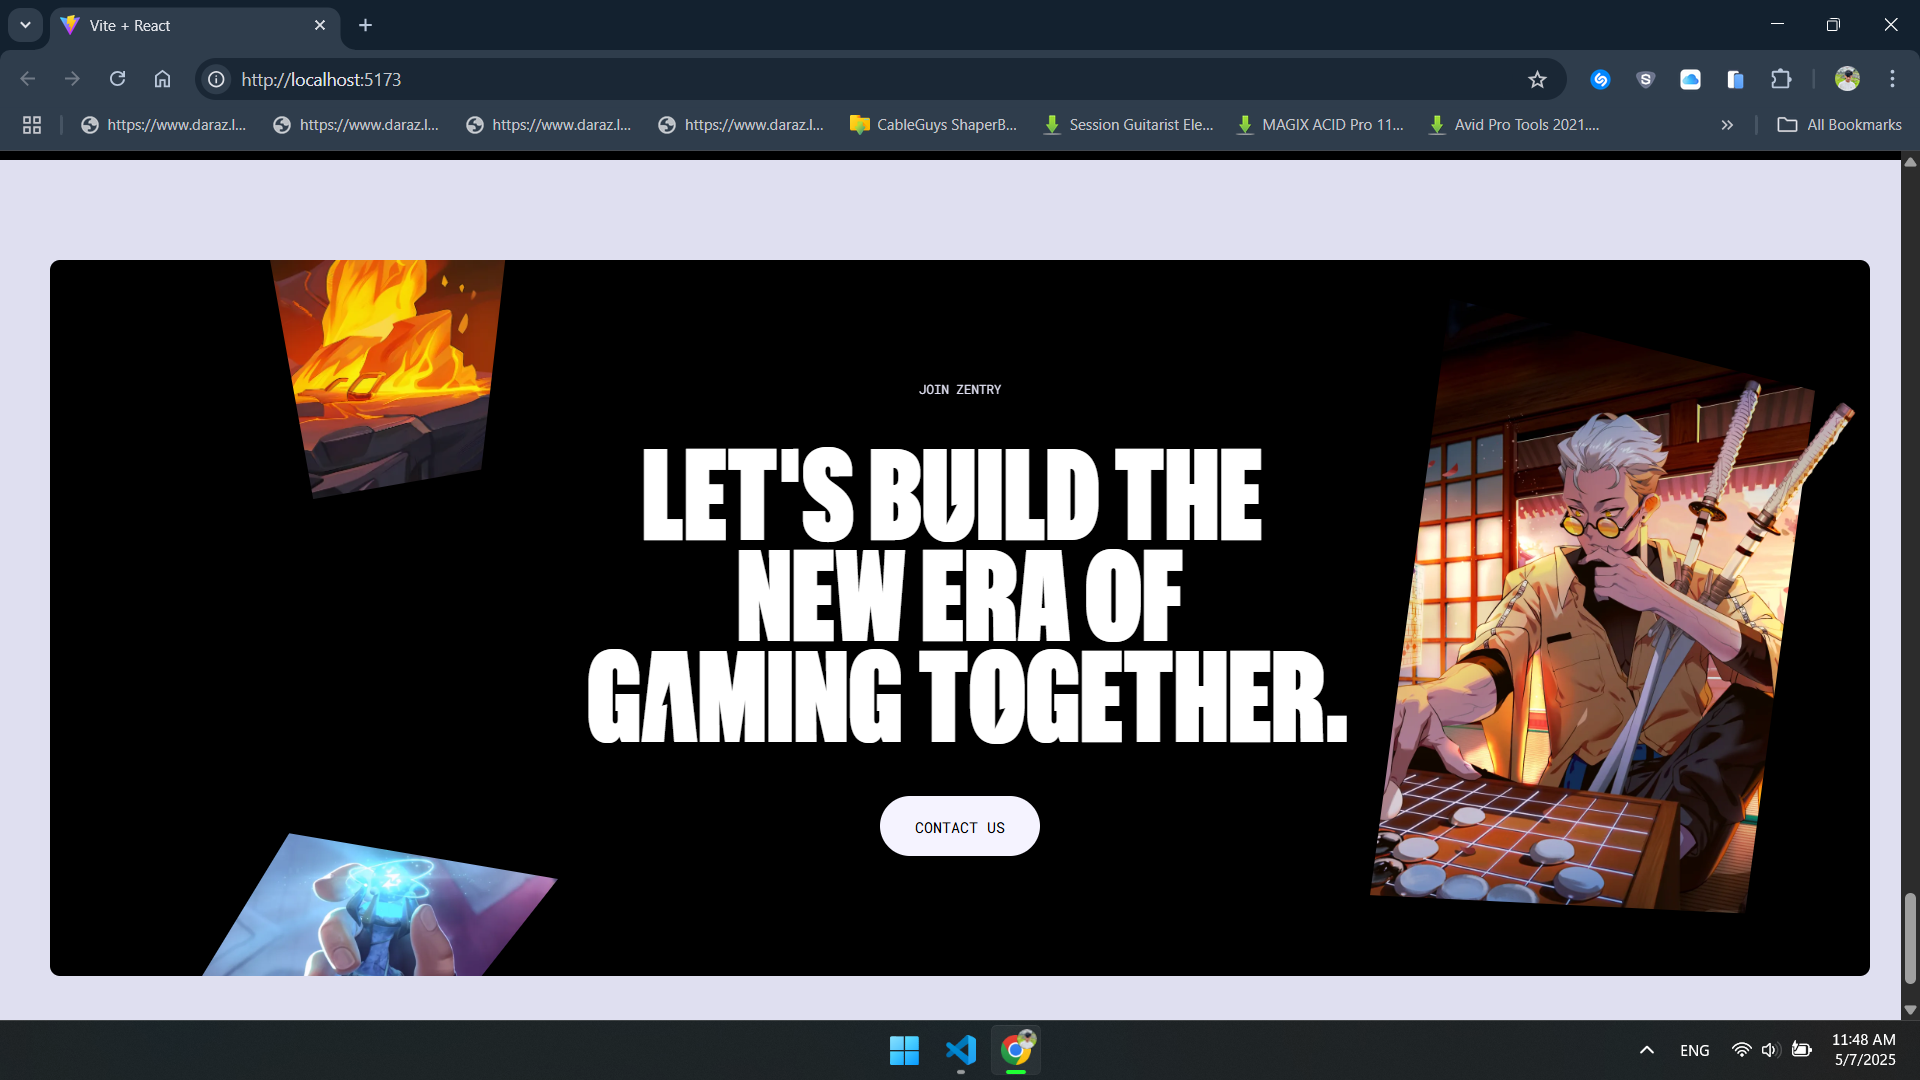 Vite + React
http://localhost:5173
https://www.daraz.l... https://www.daraz.l... https://www.daraz.l... https://www.daraz.l... CableGuys ShaperB... Session Guitarist Ele... MAGIX ACID Pro 11... Avid Pro Tools 2021.... All Bookmarks
JOIN ZENTRY
LET'S BUILD THE
NEW ERA OF
GAMING TOGETHER.
CONTACT US
ENG
11:48 AM
5/7/2025